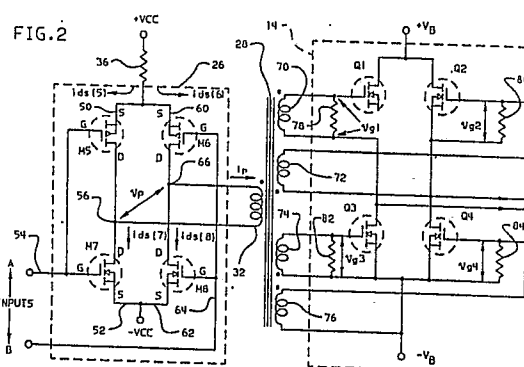 FIG.2
+VCC
36
26
ids(5)
ids(6)
50
60
S
S
G
H5
G
H6
D
D
66
56
Vp
ids(7)
ids(8)
D
D
54
H7
G
G
H8
A
INPUTS
B
S
S
64
52
62
-VCC
Ip
32
28
14
+VB
70
Q1
Q2
78
Vg1
Vg2
72
74
82
Q3
Q4
Vg3
Vg4
84
76
-VB